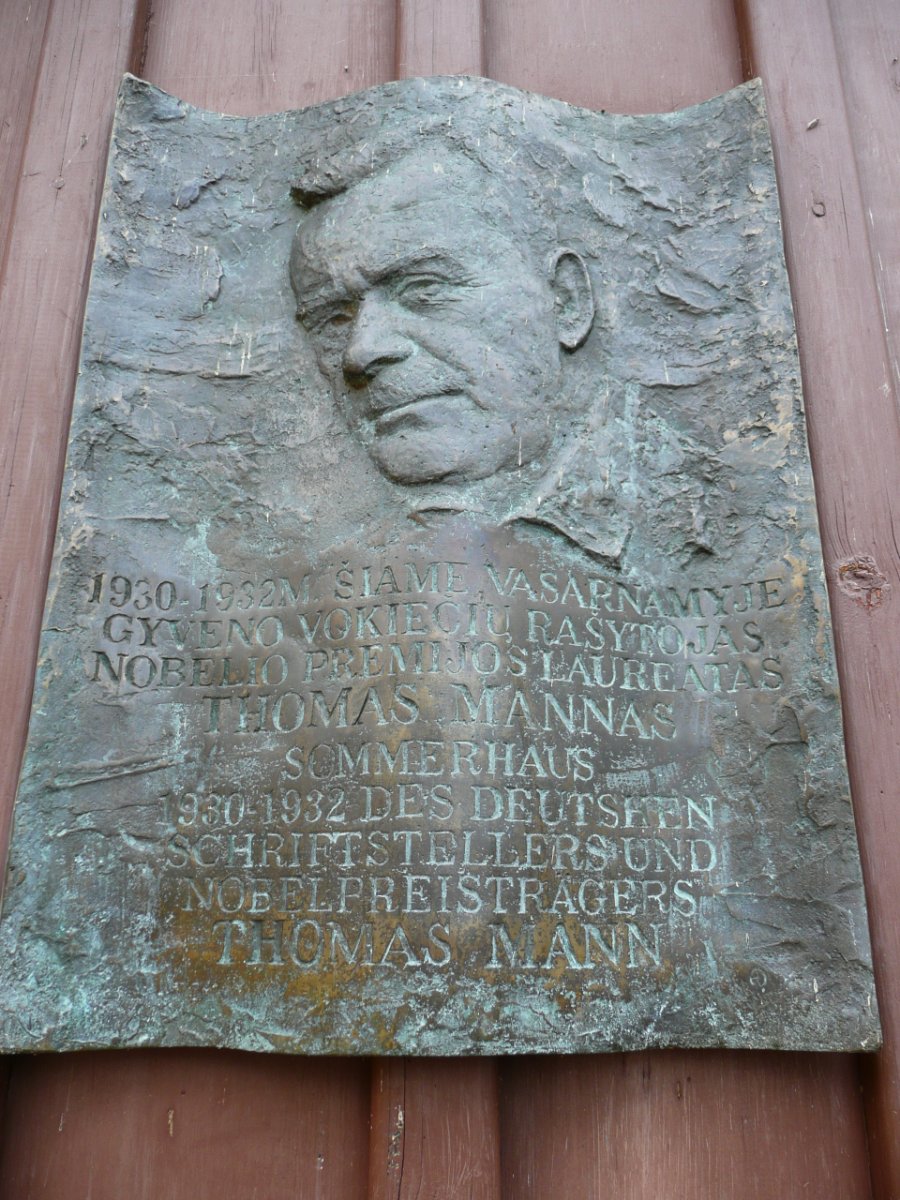 1930-1932 M. ŠIAME VASARNAMYJE
GYVENO VOKIEČIŲ RAŠYTOJAS
NOBELIO PREMIJOS LAUREATAS
THOMAS MANNAS
SOMMERHAUS
1930-1932 DES DEUTSHEN
SCHRIFTSTELLERS UND
NOBELPREISTRÄGERS
THOMAS MANN